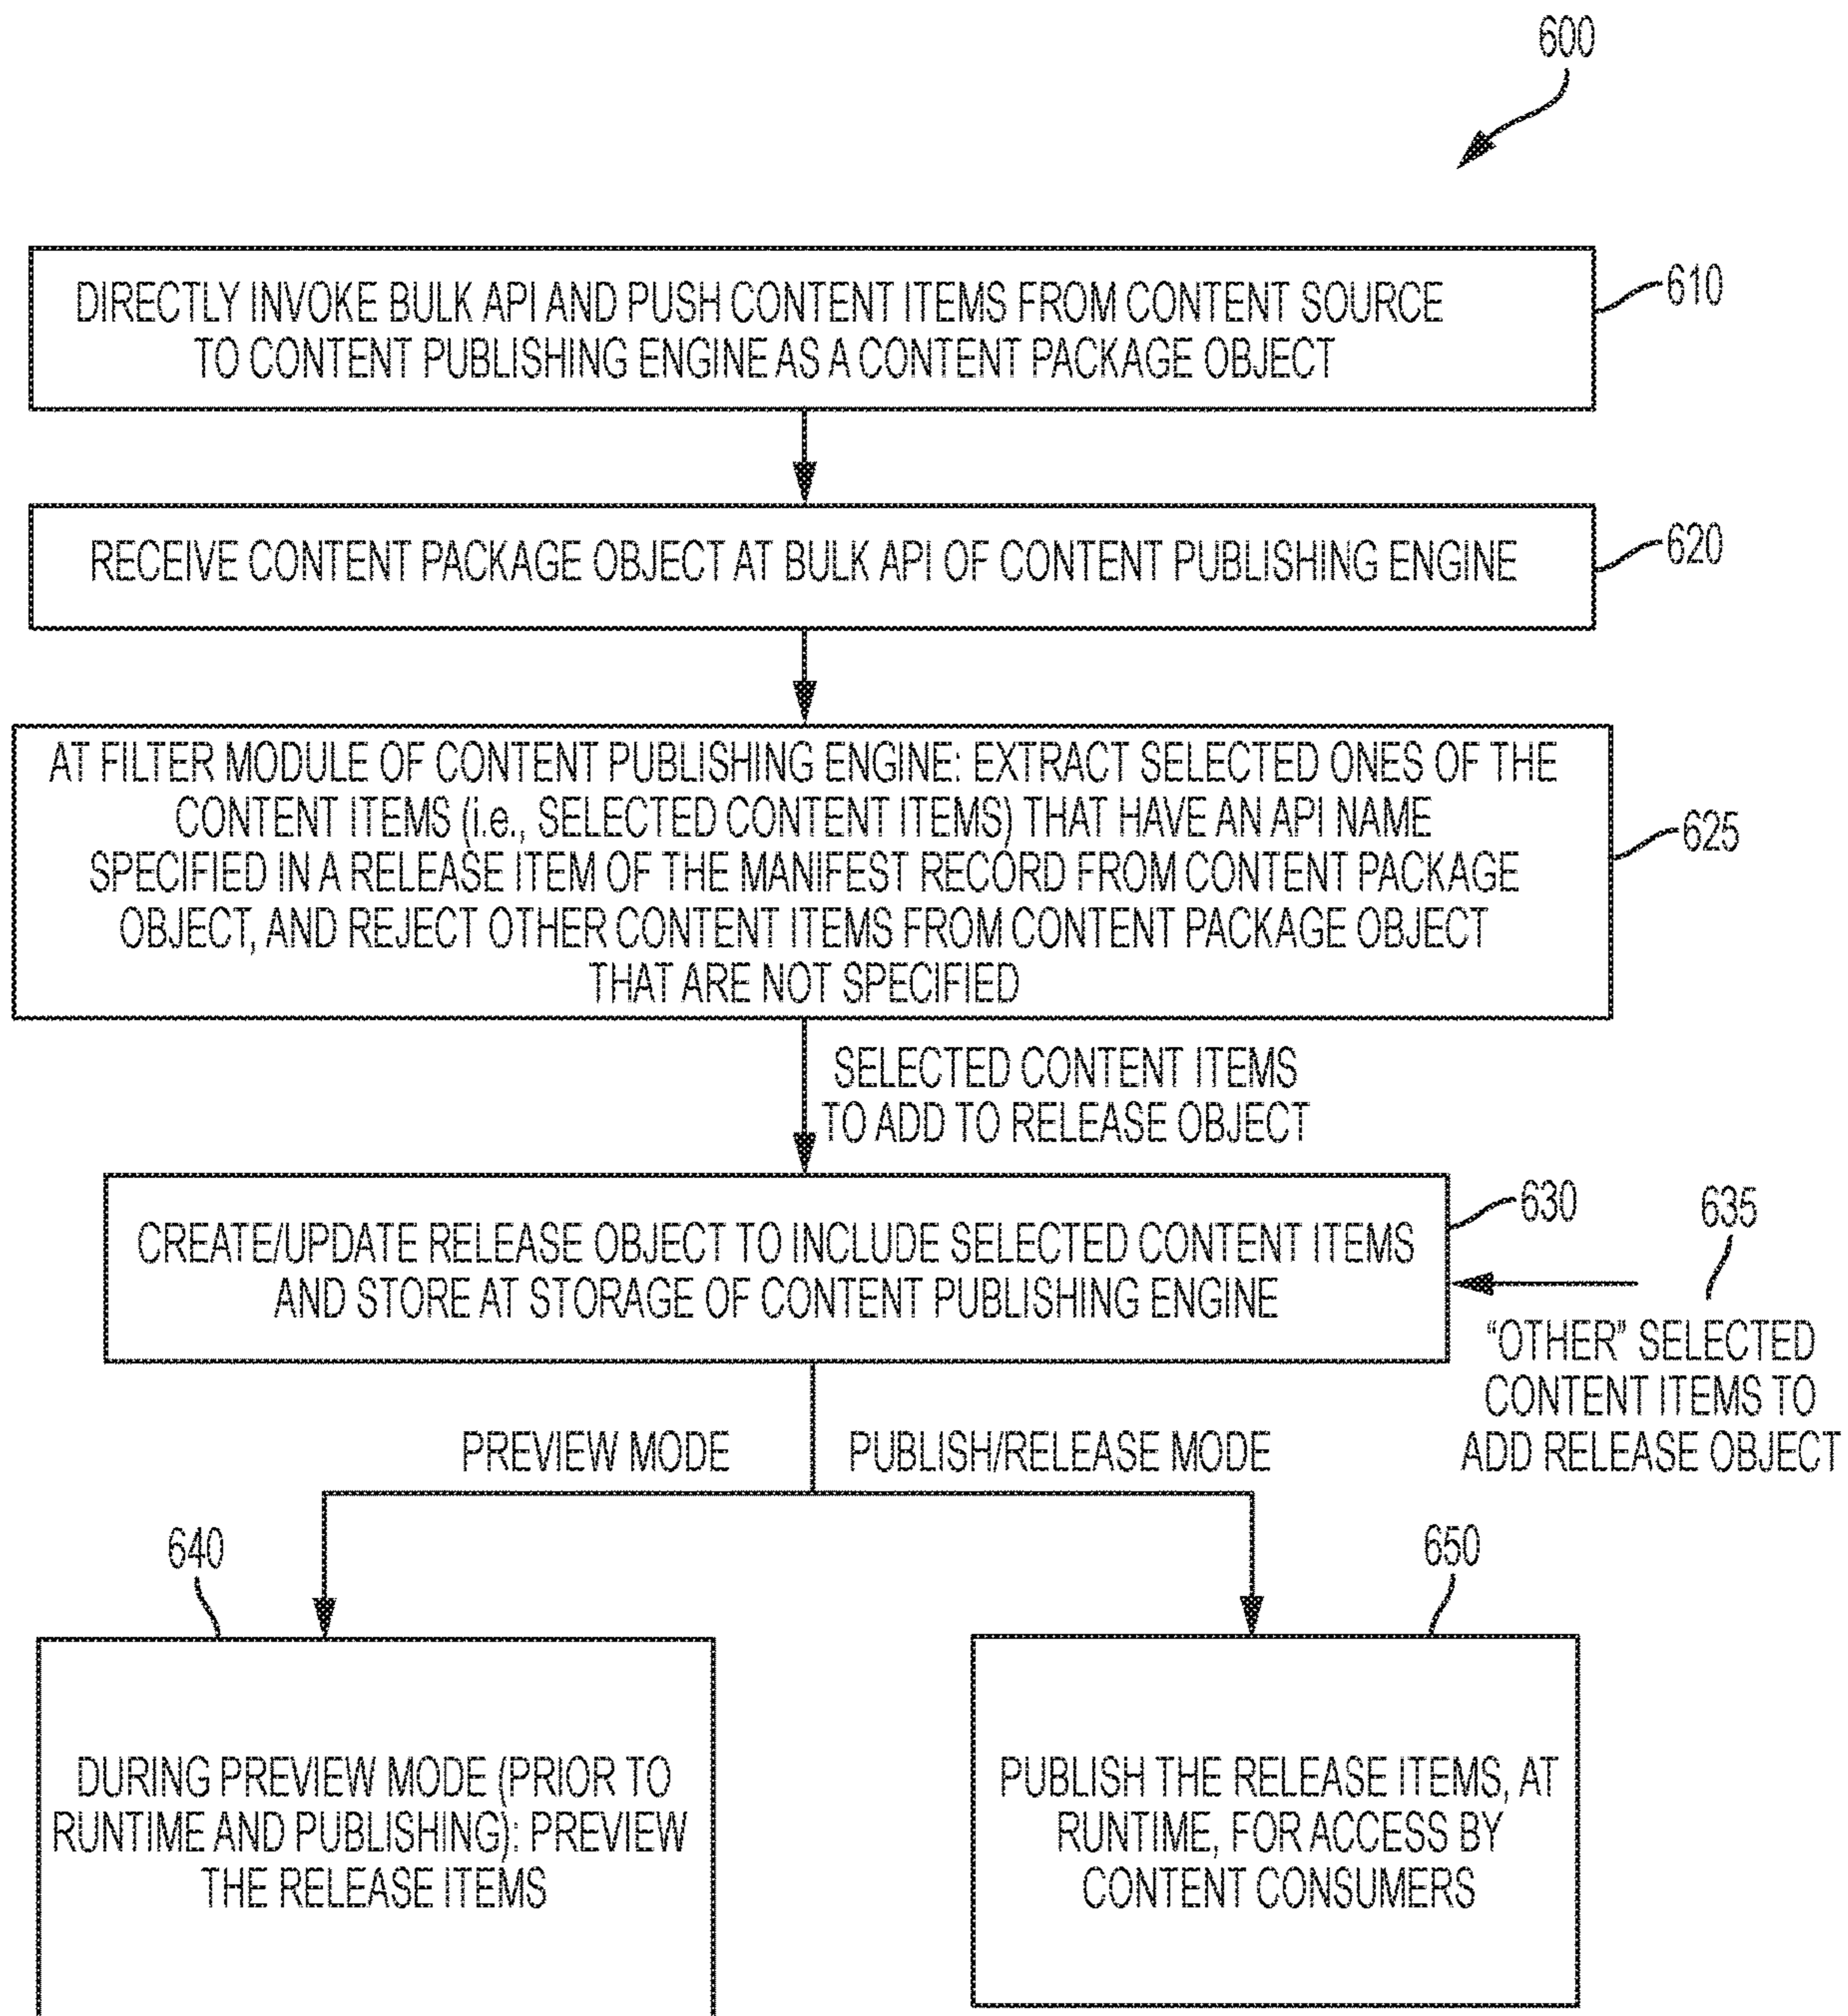 600
DIRECTLY INVOKE BULK API AND PUSH CONTENT ITEMS FROM CONTENT SOURCE
TO CONTENT PUBLISHING ENGINE AS A CONTENT PACKAGE OBJECT
610
RECEIVE CONTENT PACKAGE OBJECT AT BULK API OF CONTENT PUBLISHING ENGINE
620
AT FILTER MODULE OF CONTENT PUBLISHING ENGINE: EXTRACT SELECTED ONES OF THE
CONTENT ITEMS (i.e., SELECTED CONTENT ITEMS) THAT HAVE AN API NAME
SPECIFIED IN A RELEASE ITEM OF THE MANIFEST RECORD FROM CONTENT PACKAGE
OBJECT, AND REJECT OTHER CONTENT ITEMS FROM CONTENT PACKAGE OBJECT
THAT ARE NOT SPECIFIED
625
SELECTED CONTENT ITEMS
TO ADD TO RELEASE OBJECT
CREATE/UPDATE RELEASE OBJECT TO INCLUDE SELECTED CONTENT ITEMS
AND STORE AT STORAGE OF CONTENT PUBLISHING ENGINE
630
635
“OTHER” SELECTED
CONTENT ITEMS TO
ADD RELEASE OBJECT
PREVIEW MODE
PUBLISH/RELEASE MODE
640
DURING PREVIEW MODE (PRIOR TO
RUNTIME AND PUBLISHING): PREVIEW
THE RELEASE ITEMS
650
PUBLISH THE RELEASE ITEMS, AT
RUNTIME, FOR ACCESS BY
CONTENT CONSUMERS